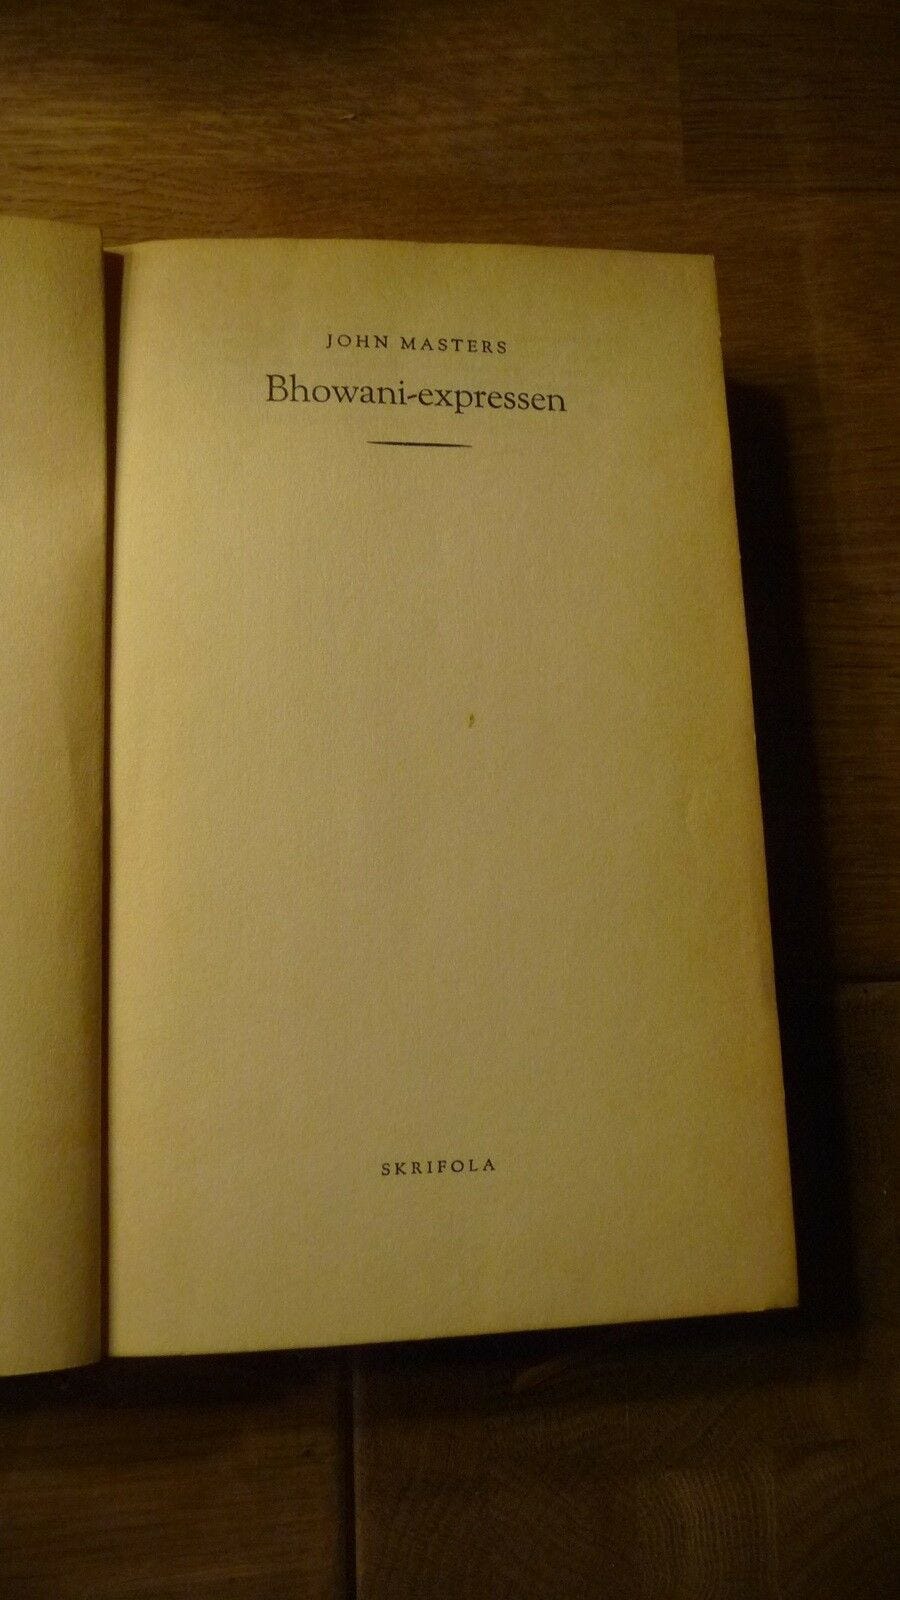 JOHN MASTERS
Bhowani-expressen
SKRIFOLA